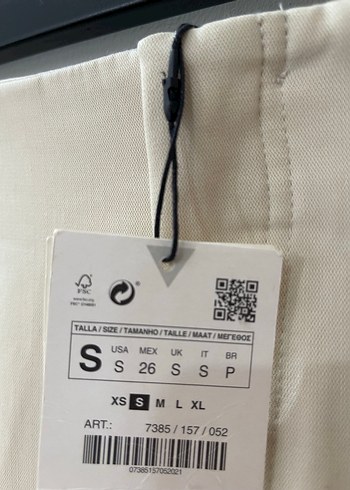 FSC
TALLA / SIZE / TAMANHO / TAILLE / MAAT / ΜΕΓΕΘΟΣ
S
USA MEX UK IT BR
S 26 S S P
XS S M L XL
ART.: 7385 / 157 / 052
07385157052021